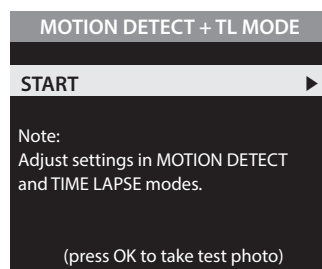 MOTION DETECT + TL MODE
START
Note:
Adjust settings in MOTION DETECT
and TIME LAPSE modes.
(press OK to take test photo)